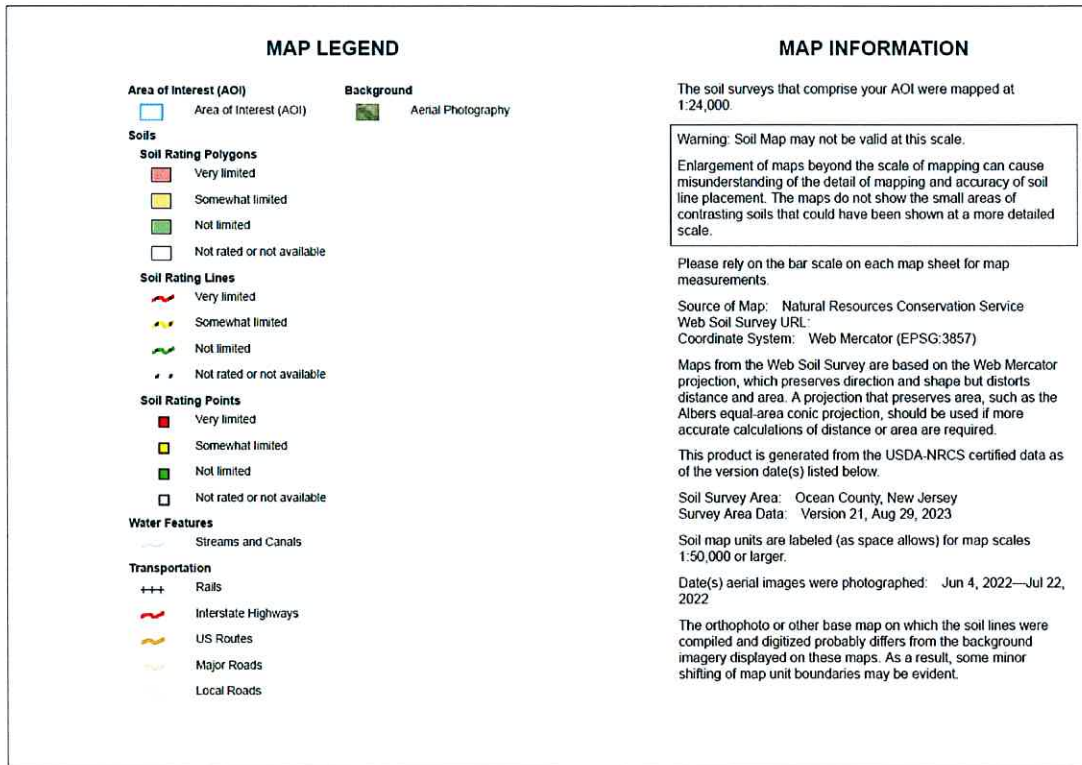 MAP LEGEND
Area of Interest (AOI)
Area of Interest (AOI)
Background
Aerial Photography
Soils
Soil Rating Polygons
Very limited
Somewhat limited
Not limited
Not rated or not available
Soil Rating Lines
Very limited
Somewhat limited
Not limited
Not rated or not available
Soil Rating Points
Very limited
Somewhat limited
Not limited
Not rated or not available
Water Features
Streams and Canals
Transportation
Rails
Interstate Highways
US Routes
Major Roads
Local Roads
MAP INFORMATION
The soil surveys that comprise your AOI were mapped at
1:24,000.
Warning: Soil Map may not be valid at this scale.
Enlargement of maps beyond the scale of mapping can cause
misunderstanding of the detail of mapping and accuracy of soil
line placement. The maps do not show the small areas of
contrasting soils that could have been shown at a more detailed
scale.
Please rely on the bar scale on each map sheet for map
measurements.
Source of Map: Natural Resources Conservation Service
Web Soil Survey URL:
Coordinate System: Web Mercator (EPSG:3857)
Maps from the Web Soil Survey are based on the Web Mercator
projection, which preserves direction and shape but distorts
distance and area. A projection that preserves area, such as the
Albers equal-area conic projection, should be used if more
accurate calculations of distance or area are required.
This product is generated from the USDA-NRCS certified data as
of the version date(s) listed below.
Soil Survey Area: Ocean County, New Jersey
Survey Area Data: Version 21, Aug 29, 2023
Soil map units are labeled (as space allows) for map scales
1:50,000 or larger.
Date(s) aerial images were photographed: Jun 4, 2022—Jul 22,
2022
The orthophoto or other base map on which the soil lines were
compiled and digitized probably differs from the background
imagery displayed on these maps. As a result, some minor
shifting of map unit boundaries may be evident.